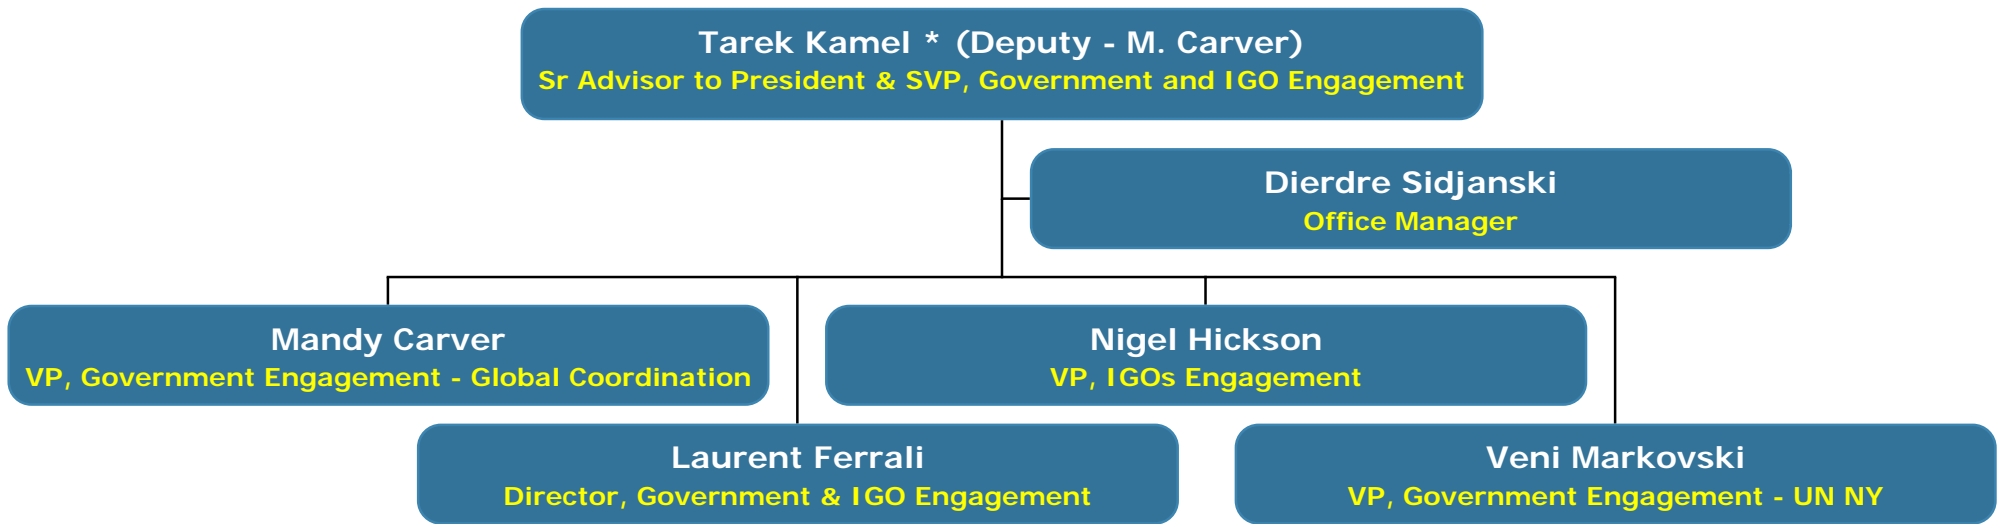 Tarek Kamel * (Deputy - M. Carver)
Sr Advisor to President & SVP, Government and IGO Engagement
Dierdre Sidjanski
Office Manager
Mandy Carver
VP, Government Engagement - Global Coordination
Nigel Hickson
VP, IGOs Engagement
Laurent Ferrali
Director, Government & IGO Engagement
Veni Markovski
VP, Government Engagement - UN NY